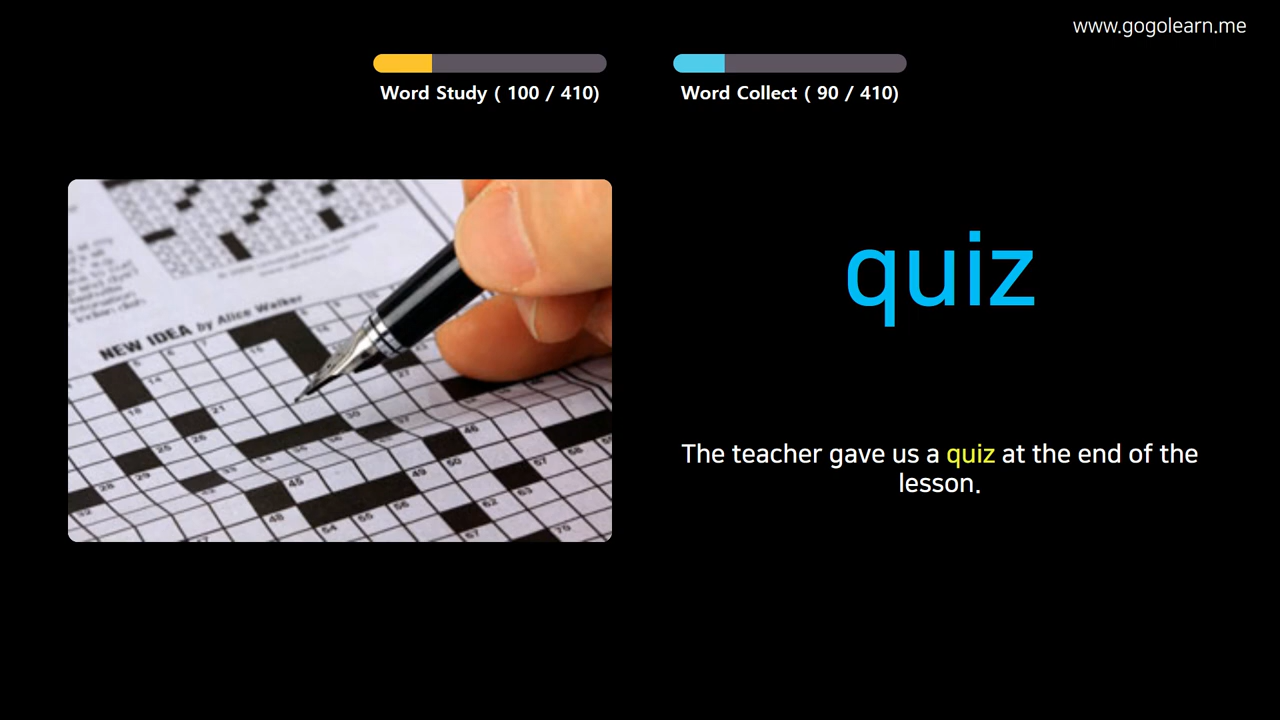 www.gogolearn.me
Word Study ( 100 / 410)
Word Collect ( 90 / 410)
NEW IDEA by Alice Walker
quiz
The teacher gave us a quiz at the end of the
lesson.